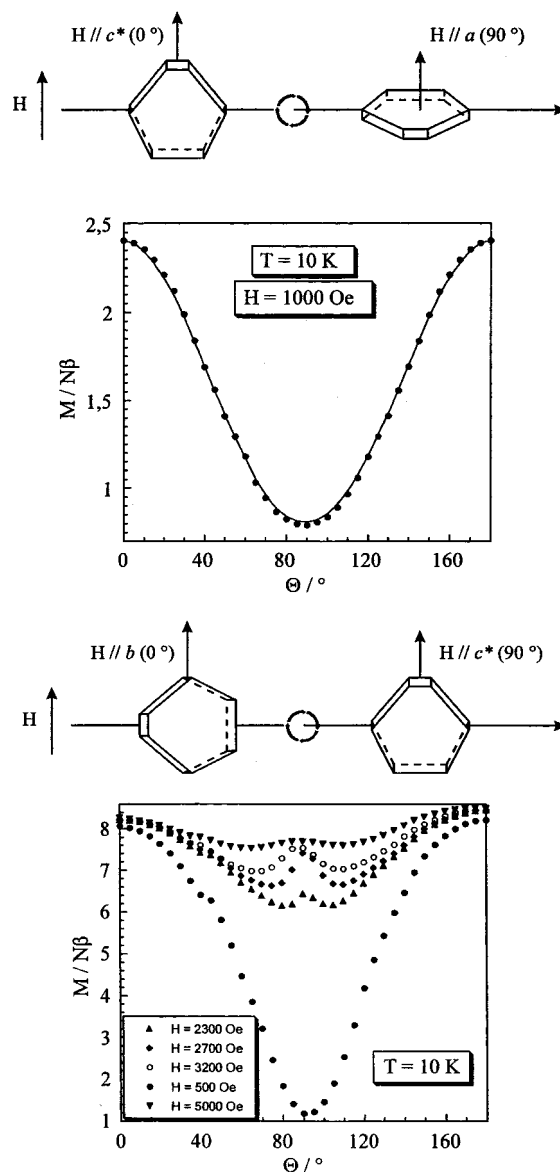 H // c* (0 °)
H // a (90 °)
H
2,5
2
1,5
1
M / Nβ
T = 10 K
H = 1000 Oe
0
40
80
120
160
Θ / °
H // b (0 °)
H // c* (90 °)
H
8
7
6
5
4
3
2
1
M / Nβ
H = 2300 Oe
H = 2700 Oe
H = 3200 Oe
H = 500 Oe
H = 5000 Oe
T = 10 K
0
40
80
120
160
Θ / °